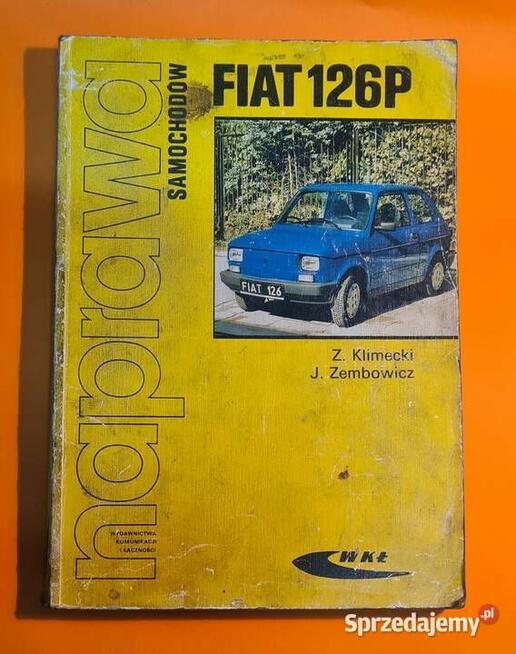 naprawa
SAMOCHODÓW
FIAT 126P
FIAT 126
Z. Klimecki
J. Zembowicz
WYDAWNICTWA
KOMUNIKACJI
I ŁĄCZNOŚCI
WKŁ
Sprzedajemy.pl